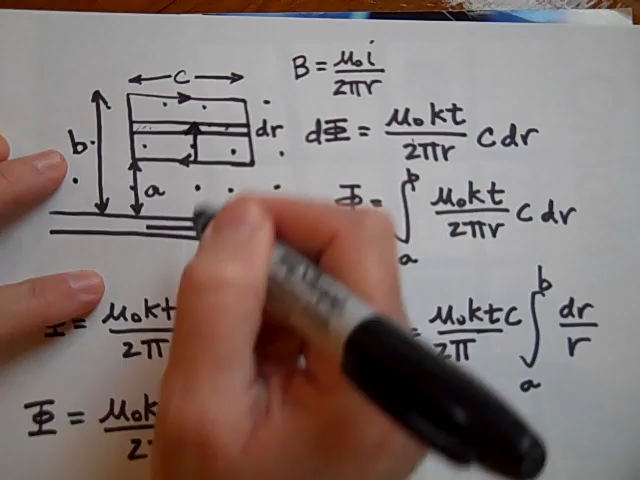 c
B = μ₀i / 2πr
b
dr
dΦ = μ₀kt / 2πr c dr
a
Φ = ∫ₐᵇ μ₀kt / 2πr c dr
= μ₀kt / 2π
= μ₀ktc / 2π ∫ₐᵇ dr / r
Φ = μ₀k